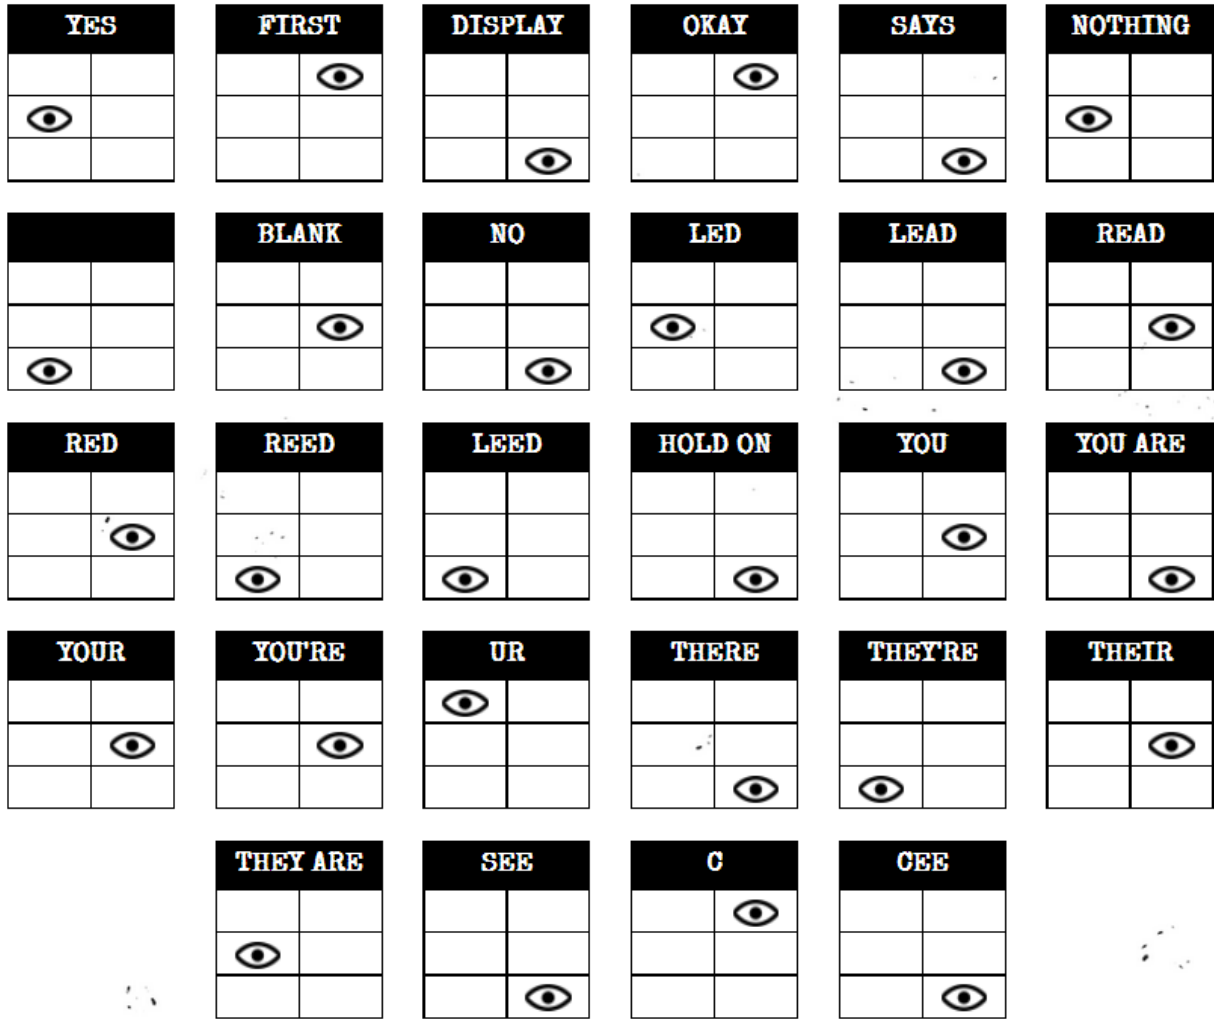 YES FIRST DISPLAY OKAY SAYS NOTHING
BLANK NO LED LEAD READ
RED REED LEED HOLD ON YOU YOU ARE
YOUR YOU'RE UR THERE THEY'RE THEIR
THEY ARE SEE C CEE